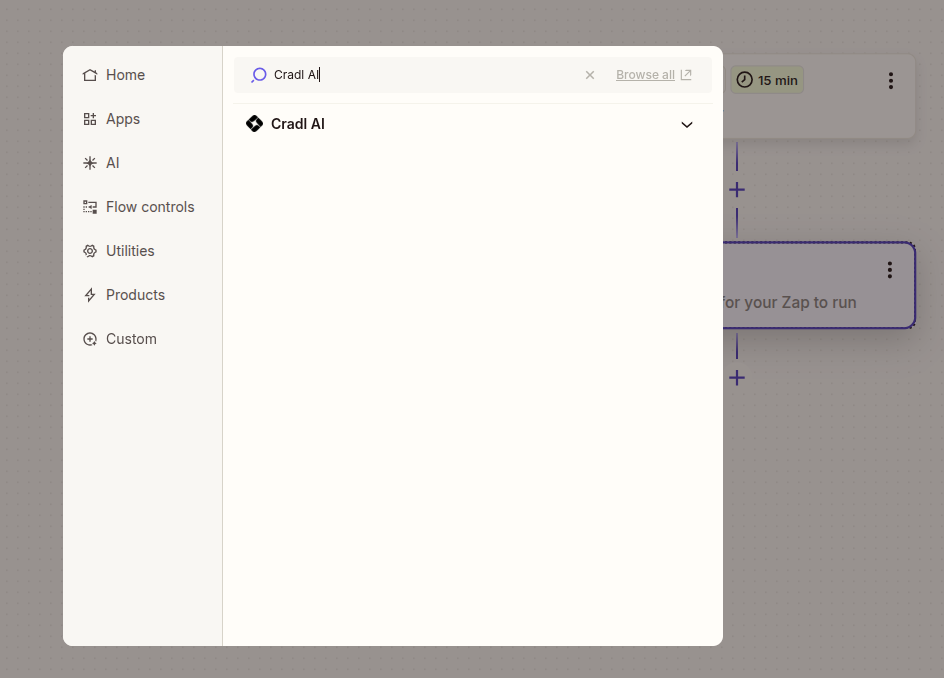 Home
Apps
AI
Flow controls
Utilities
Products
Custom
Cradl AI
Browse all
Cradl AI
15 min
for your Zap to run